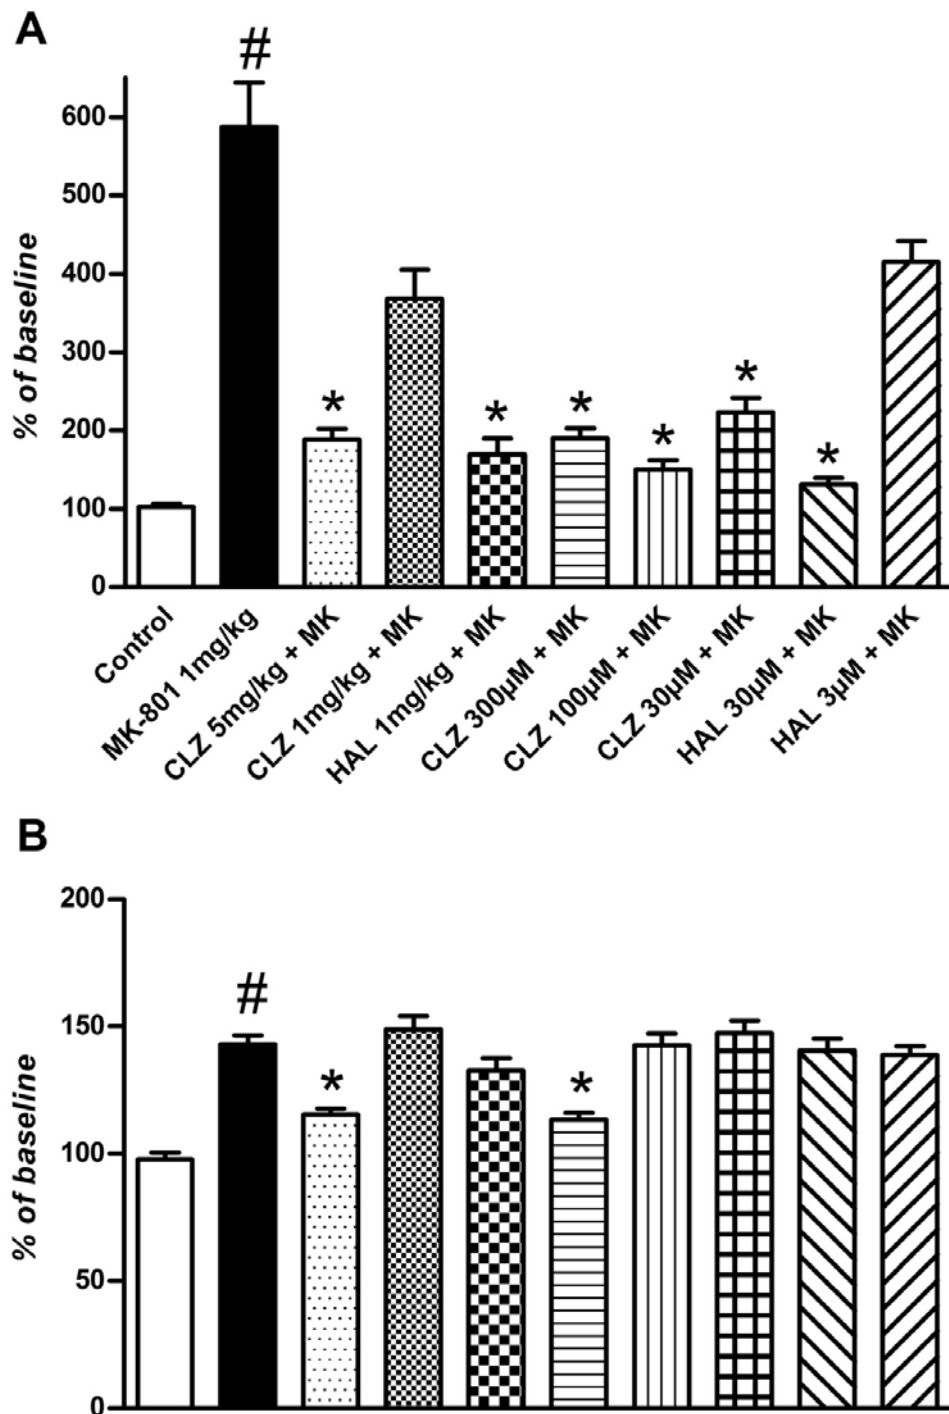 A
#
600
500
400
300
200
100
0
% of baseline
*
*
*
*
*
*
Control
MK-801 1mg/kg
CLZ 5mg/kg + MK
CLZ 1mg/kg + MK
HAL 1mg/kg + MK
CLZ 300µM + MK
CLZ 100µM + MK
CLZ 30µM + MK
HAL 30µM + MK
HAL 3µM + MK
B
200
150
100
50
0
% of baseline
#
*
*